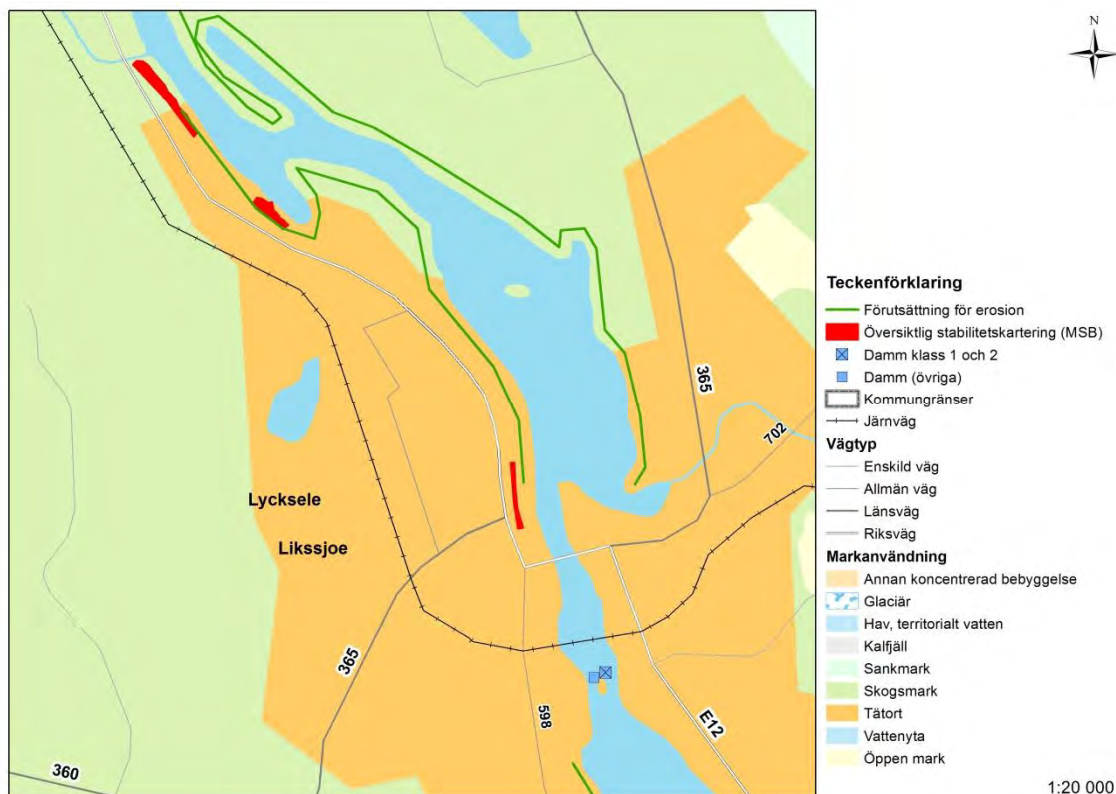 N
365
702
Lycksele
Likssjoe
365
598
E12
360
Teckenförklaring
Förutsättning för erosion
Översiktlig stabilitetskartering (MSB)
Damm klass 1 och 2
Damm (övriga)
Kommungränser
Järnväg
Vägtyp
Enskild väg
Allmän väg
Länsväg
Riksväg
Markanvändning
Annan koncentrerad bebyggelse
Glaciär
Hav, territorialt vatten
Kalfjäll
Sankmark
Skogsmark
Tätort
Vattenyta
Öppen mark
1:20 000